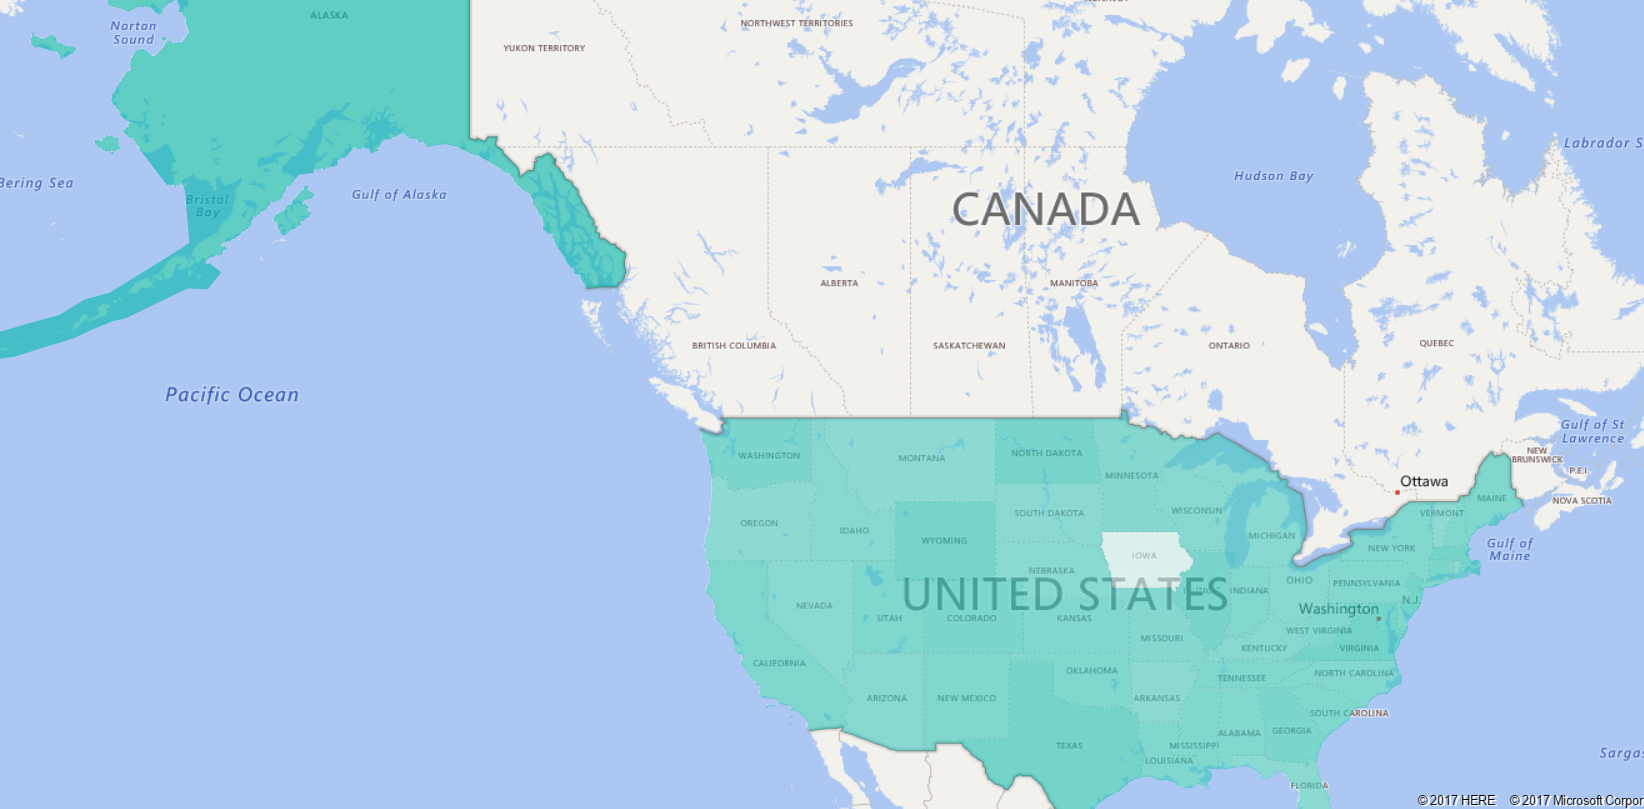 NORTHWEST TERRITORIES
ALASKA
Norton
Sound
YUKON TERRITORY
Labrador S
Hudson Bay
Bering Sea
Gulf of Alaska
Bristol
Bay
CANADA
ALBERTA
MANITOBA
BRITISH COLUMBIA
SASKATCHEWAN
ONTARIO
QUEBEC
Pacific Ocean
Gulf of St
Lawrence
WASHINGTON
MONTANA
NORTH DAKOTA
MINNESOTA
NEW
BRUNSWICK
P.E.I.
Ottawa
MAINE
NOVA SCOTIA
OREGON
IDAHO
SOUTH DAKOTA
WISCONSIN
VERMONT
WYOMING
MICHIGAN
NEW YORK
Gulf of
Maine
IOWA
NEBRASKA
OHIO
PENNSYLVANIA
UNITED STATES
ILLINOIS
INDIANA
N.J.
NEVADA
UTAH
COLORADO
KANSAS
Washington
MISSOURI
WEST VIRGINIA
KENTUCKY
VIRGINIA
CALIFORNIA
OKLAHOMA
TENNESSEE
NORTH CAROLINA
ARIZONA
NEW MEXICO
ARKANSAS
SOUTH CAROLINA
TEXAS
MISSISSIPPI
ALABAMA
GEORGIA
LOUISIANA
Sargas
FLORIDA
© 2017 HERE © 2017 Microsoft Corpor